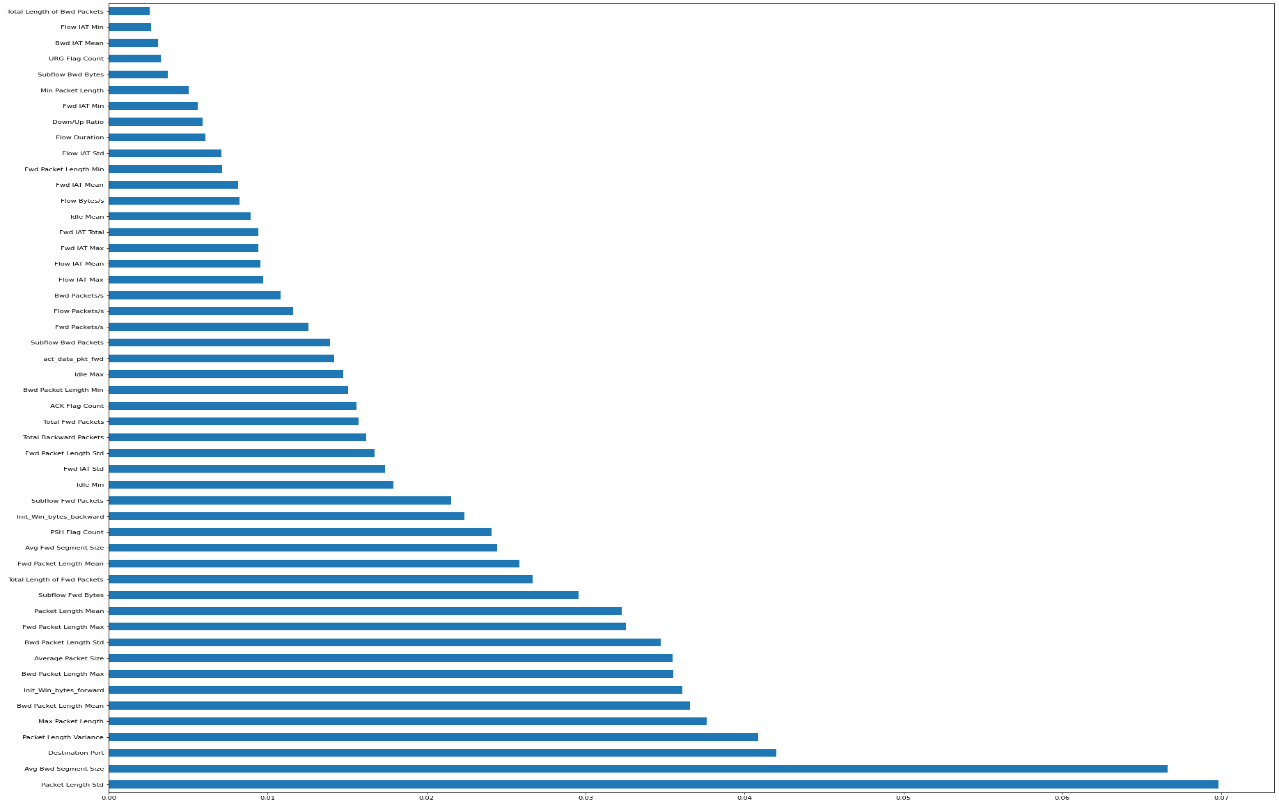 Total Length of Bwd Packets
Flow IAT Min
Bwd IAT Mean
URG Flag Count
Subflow Bwd Bytes
Min Packet Length
Fwd IAT Min
Down/Up Ratio
Flow Duration
Flow IAT Std
Fwd Packet Length Min
Fwd IAT Mean
Flow Bytes/s
Idle Mean
Fwd IAT Total
Fwd IAT Max
Flow IAT Mean
Flow IAT Max
Bwd Packets/s
Flow Packets/s
Fwd Packets/s
Subflow Bwd Packets
act_data_pkt_fwd
Idle Max
Bwd Packet Length Min
ACK Flag Count
Total Fwd Packets
Total Backward Packets
Fwd Packet Length Std
Fwd IAT Std
Idle Min
Subflow Fwd Packets
Init_Win_bytes_backward
PSH Flag Count
Avg Fwd Segment Size
Fwd Packet Length Mean
Total Length of Fwd Packets
Subflow Fwd Bytes
Packet Length Mean
Fwd Packet Length Max
Bwd Packet Length Std
Average Packet Size
Bwd Packet Length Max
Init_Win_bytes_forward
Bwd Packet Length Mean
Max Packet Length
Packet Length Variance
Destination Port
Avg Bwd Segment Size
Packet Length Std
0.00 0.01 0.02 0.03 0.04 0.05 0.06 0.07